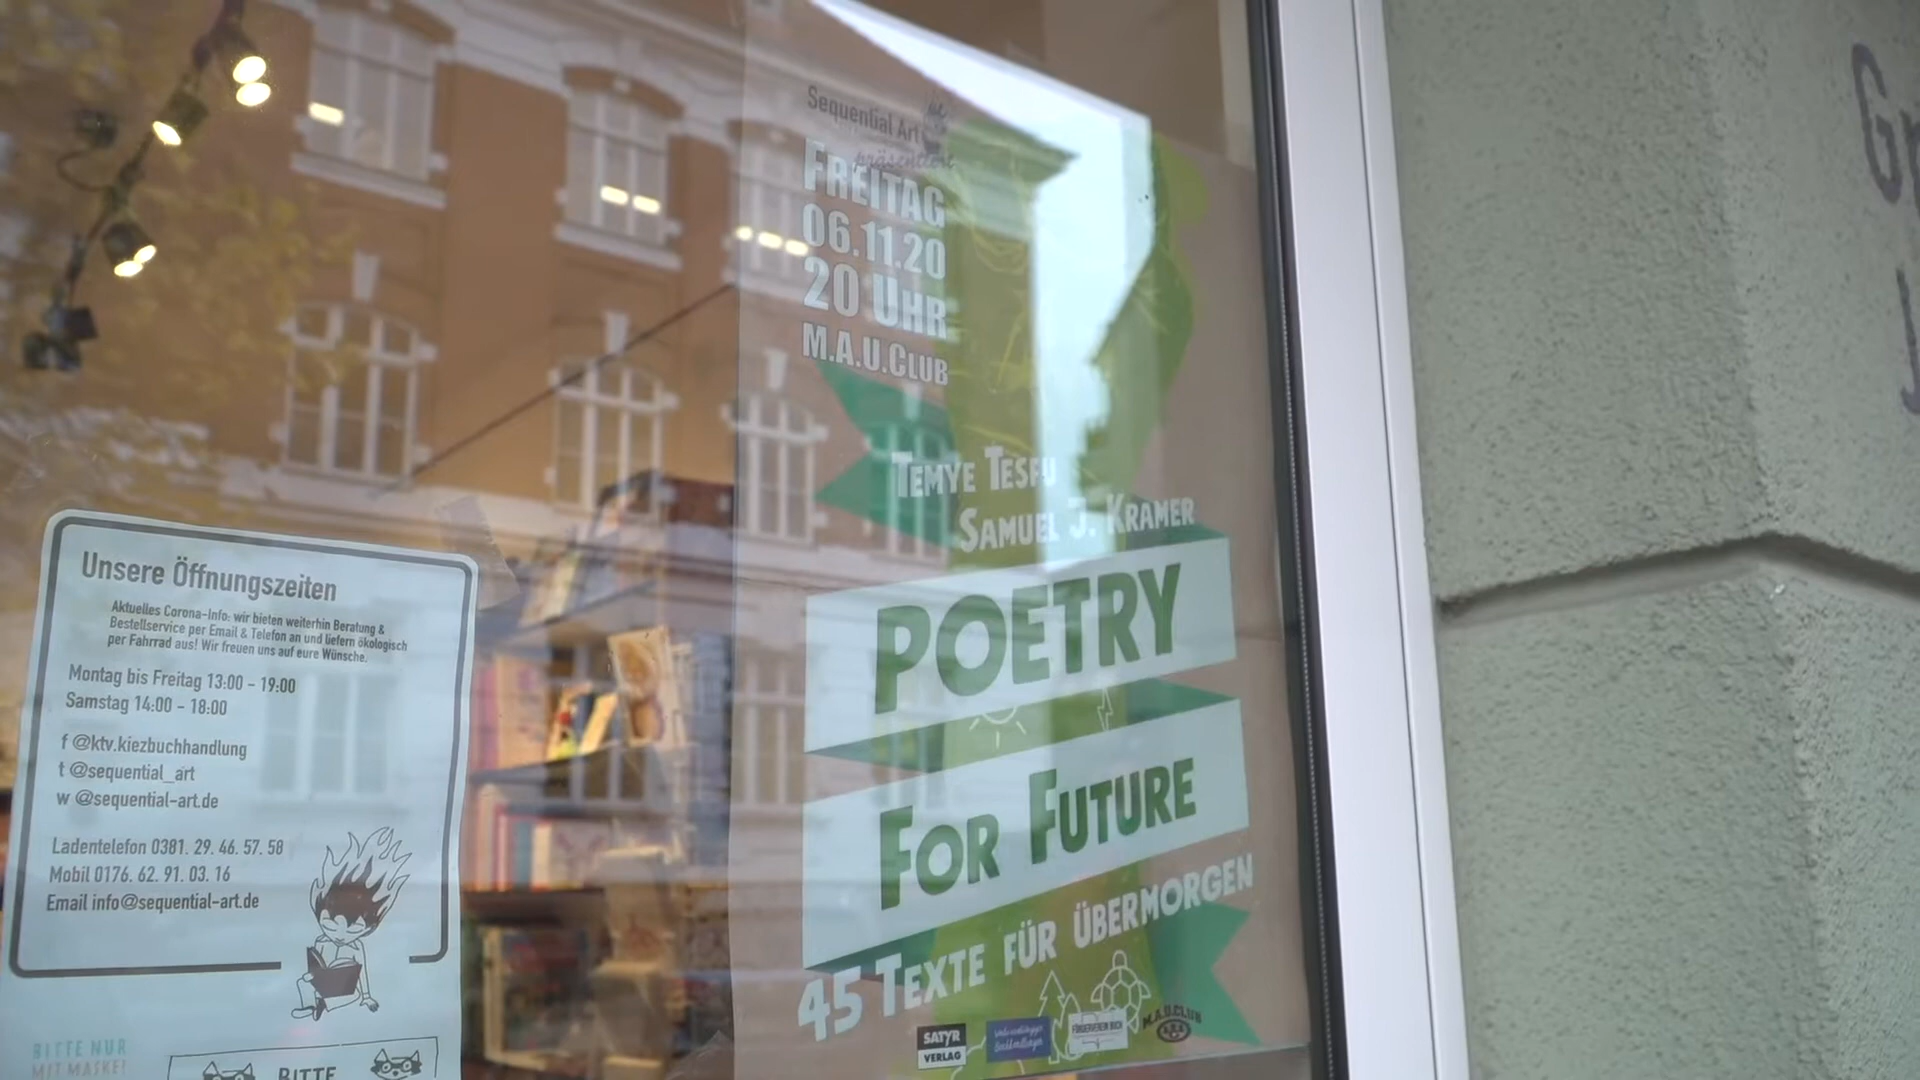 Unsere Öffnungszeiten
Aktuelles Corona-Info: wir bieten weiterhin Beratung &
Bestellservice per Email & Telefon an und liefern ökologisch
per Fahrrad aus! Wir freuen uns auf eure Wünsche.
Montag bis Freitag 13:00 – 19:00
Samstag 14:00 – 18:00
f @ktv.kiezbuchhandlung
t @sequential_art
w @sequential-art.de
Ladentelefon 0381. 29. 46. 57. 58
Mobil 0176. 62. 91. 03. 16
Email info@sequential-art.de
BITTE NUR
MIT MASKE!
BITTE
Sequential Art
präsentiert
FREITAG
06.11.20
20 UHR
M.A.U.CLUB
TEMYE TESFU
SAMUEL J. KRAMER
POETRY
FOR FUTURE
45 TEXTE FÜR ÜBERMORGEN
SATYR
VERLAG
FÖRDERVEREIN BUCH
M.A.U.CLUB